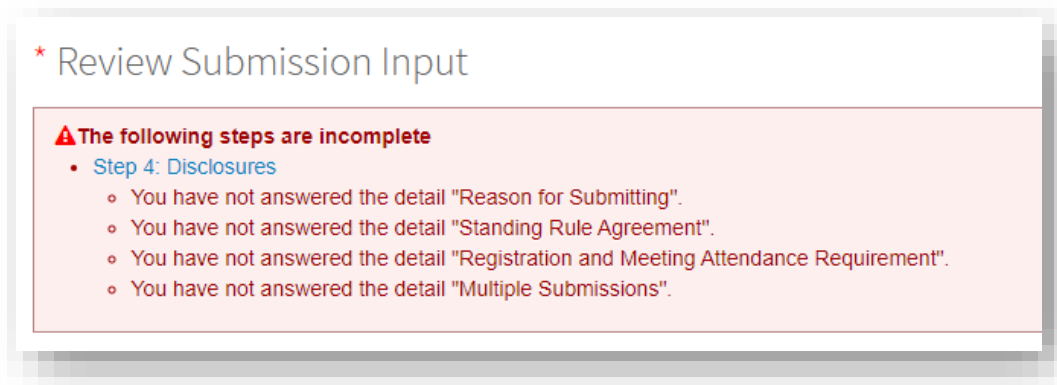 * Review Submission Input
The following steps are incomplete
• Step 4: Disclosures
◦ You have not answered the detail "Reason for Submitting".
◦ You have not answered the detail "Standing Rule Agreement".
◦ You have not answered the detail "Registration and Meeting Attendance Requirement".
◦ You have not answered the detail "Multiple Submissions".